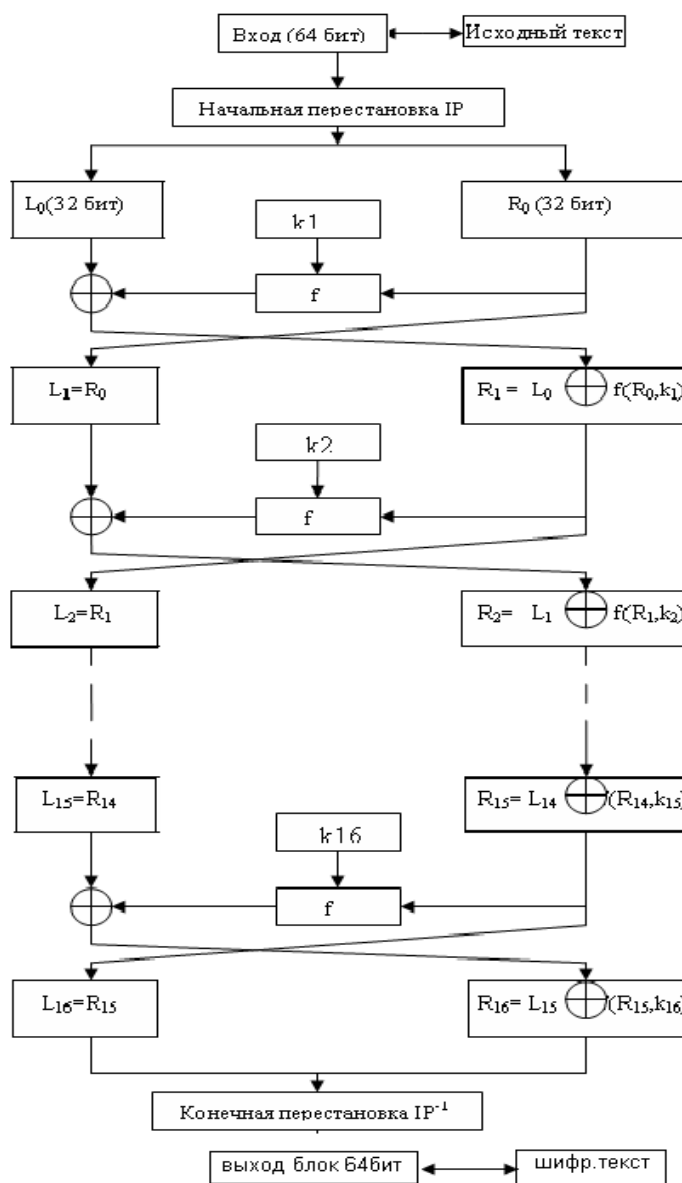 Вход (64 бит)
Исходный текст
Начальная перестановка IP
L₀(32 бит)
k1
R₀ (32 бит)
f
L₁=R₀
R₁ = L₀ ⊕ f(R₀,k₁)
k2
f
L₂=R₁
R₂= L₁ ⊕ f(R₁,k₂)
L₁₅=R₁₄
R₁₅= L₁₄ ⊕ (R₁₄,k₁₅)
k16
f
L₁₆=R₁₅
R₁₆= L₁₅ ⊕ (R₁₅,k₁₆)
Конечная перестановка IP⁻¹
выход блок 64бит
шифр.текст